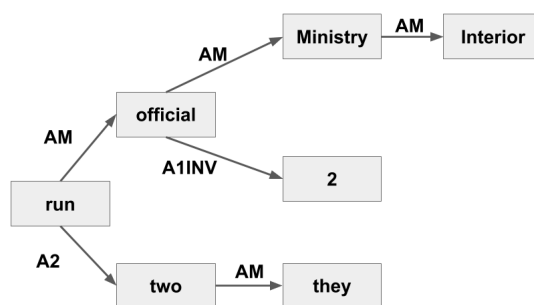 Ministry AM Interior
AM
official
AM A1INV
2
run
A2
AM
two they